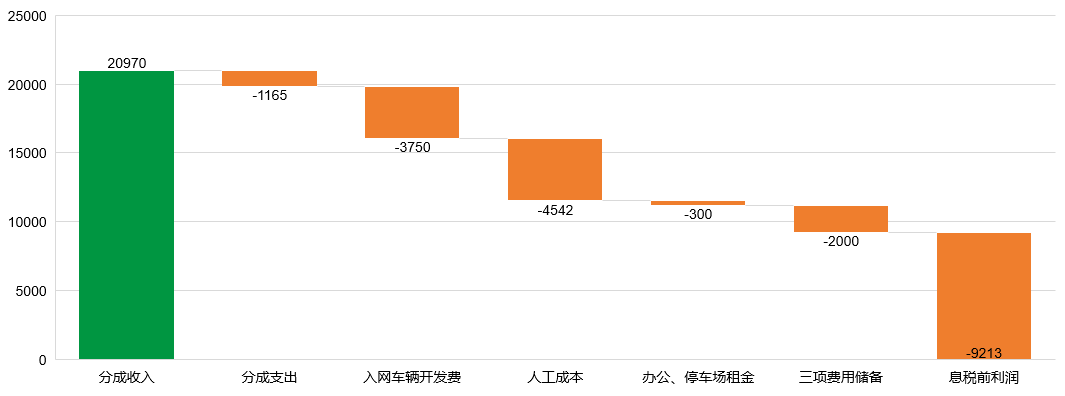 25000
20000
15000
10000
5000
0
20970
-1165
-3750
-4542
-300
-2000
-9213
分成收入
分成支出
入网车辆开发费
人工成本
办公、停车场租金
三项费用储备
息税前利润